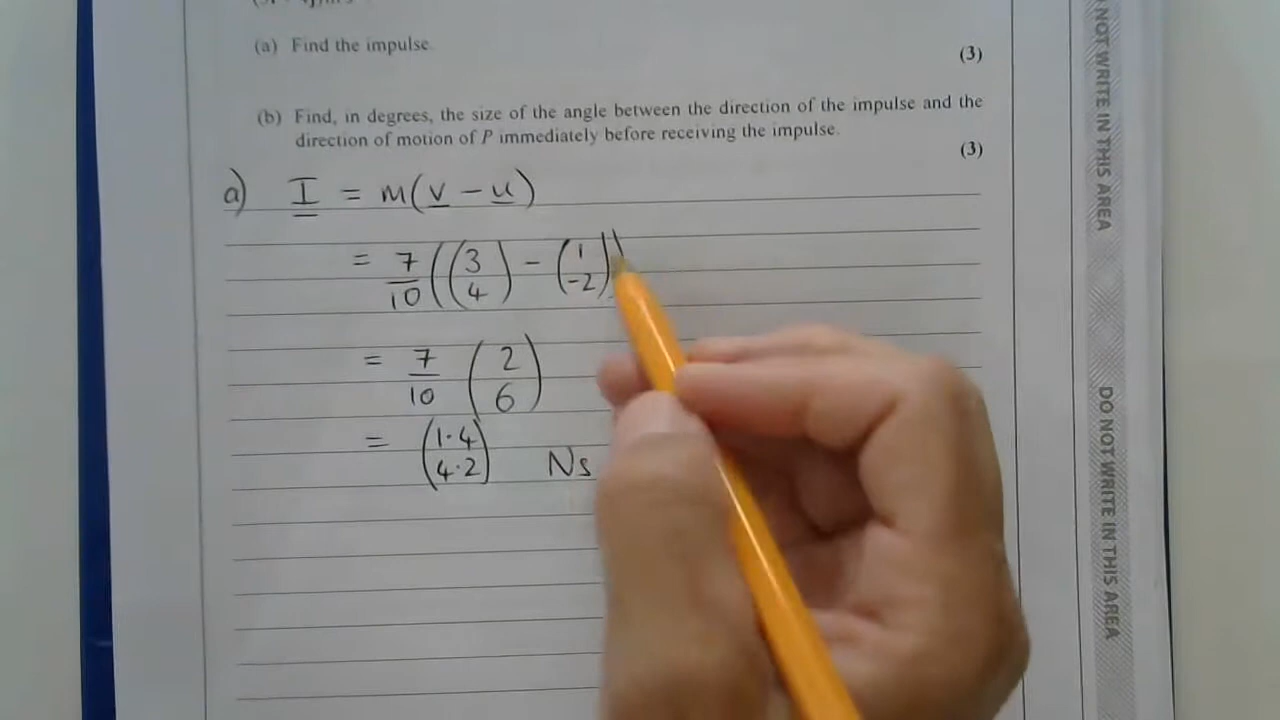 (a) Find the impulse.
(3)
(b) Find, in degrees, the size of the angle between the direction of the impulse and the
direction of motion of P immediately before receiving the impulse.
(3)
a) I = m(v - u)
= 7/10 ((3 4) - (1 -2))
= 7/10 (2 6)
= (1·4 4·2) Ns
NOT WRITE IN THIS AREA
DO NOT WRITE IN THIS AREA